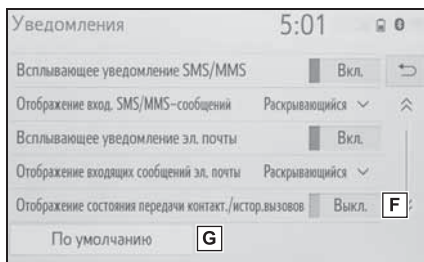 Уведомления 5:01
Всплывающее уведомление SMS/MMS Вкл.
Отображение вход. SMS/MMS-сообщений Раскрывающийся
Всплывающее уведомление эл. почты Вкл.
Отображение входящих сообщений эл. почты Раскрывающийся
Отображение состояния передачи контакт./истор.вызовов Выкл. F
По умолчанию G